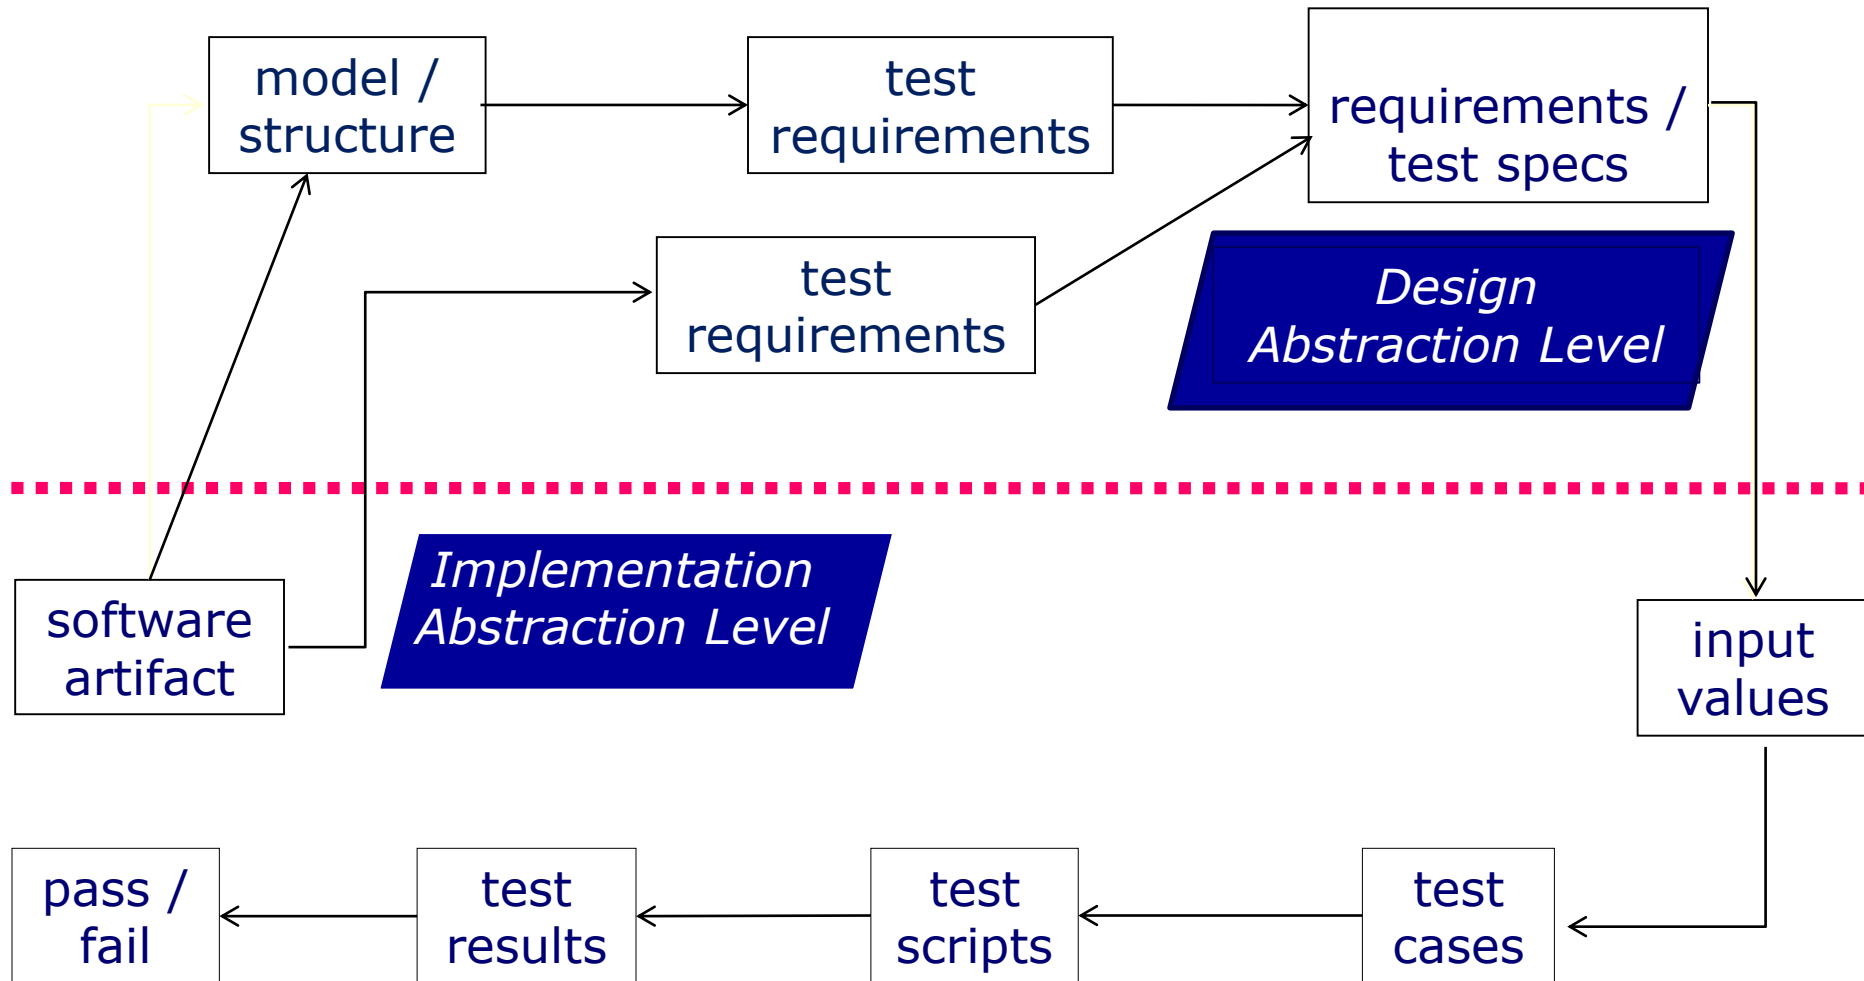 model /
structure
test
requirements
requirements /
test specs
test
requirements
Design
Abstraction Level
Implementation
Abstraction Level
software
artifact
input
values
pass /
fail
test
results
test
scripts
test
cases